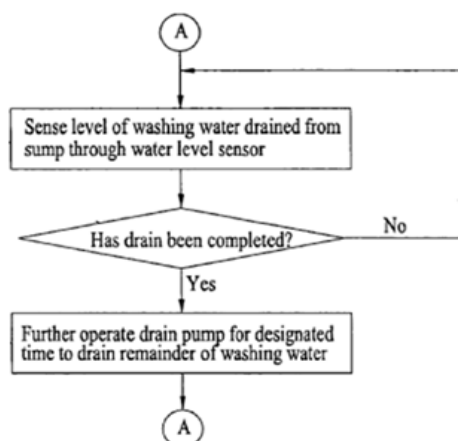 A
Sense level of washing water drained from
sump through water level sensor
Has drain been completed?
No
Yes
Further operate drain pump for designated
time to drain remainder of washing water
A